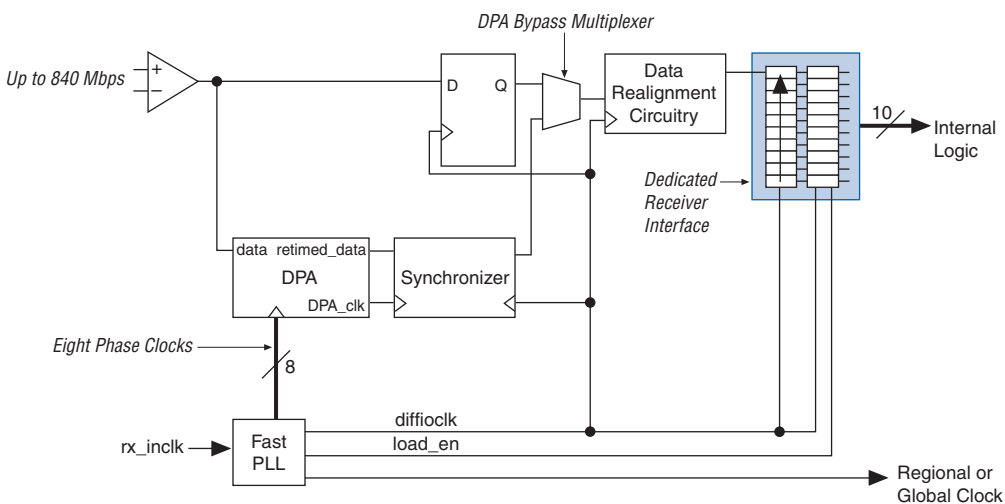 DPA Bypass Multiplexer
Up to 840 Mbps
+
–
D
Q
Data
Realignment
Circuitry
10
Internal
Logic
Dedicated
Receiver
Interface
data
retimed_data
DPA
DPA_clk
Synchronizer
Eight Phase Clocks
8
rx_inclk
Fast
PLL
diffioclk
load_en
Regional or
Global Clock